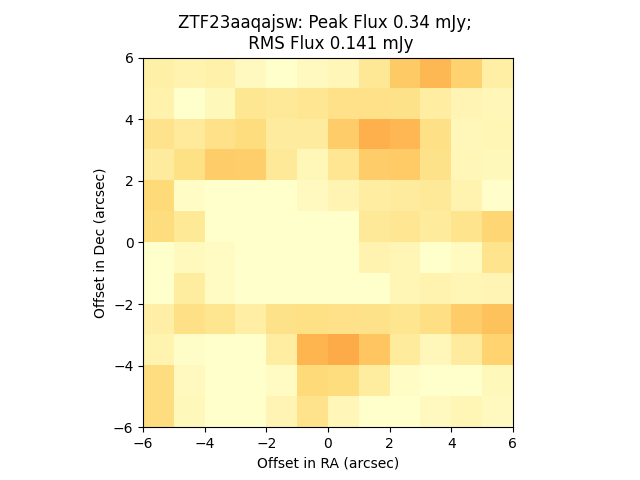 ZTF23aaqajsw: Peak Flux 0.34 mJy;
RMS Flux 0.141 mJy
6
4
2
0
−2
−4
−6
Offset in Dec (arcsec)
−6 −4 −2 0 2 4 6
Offset in RA (arcsec)